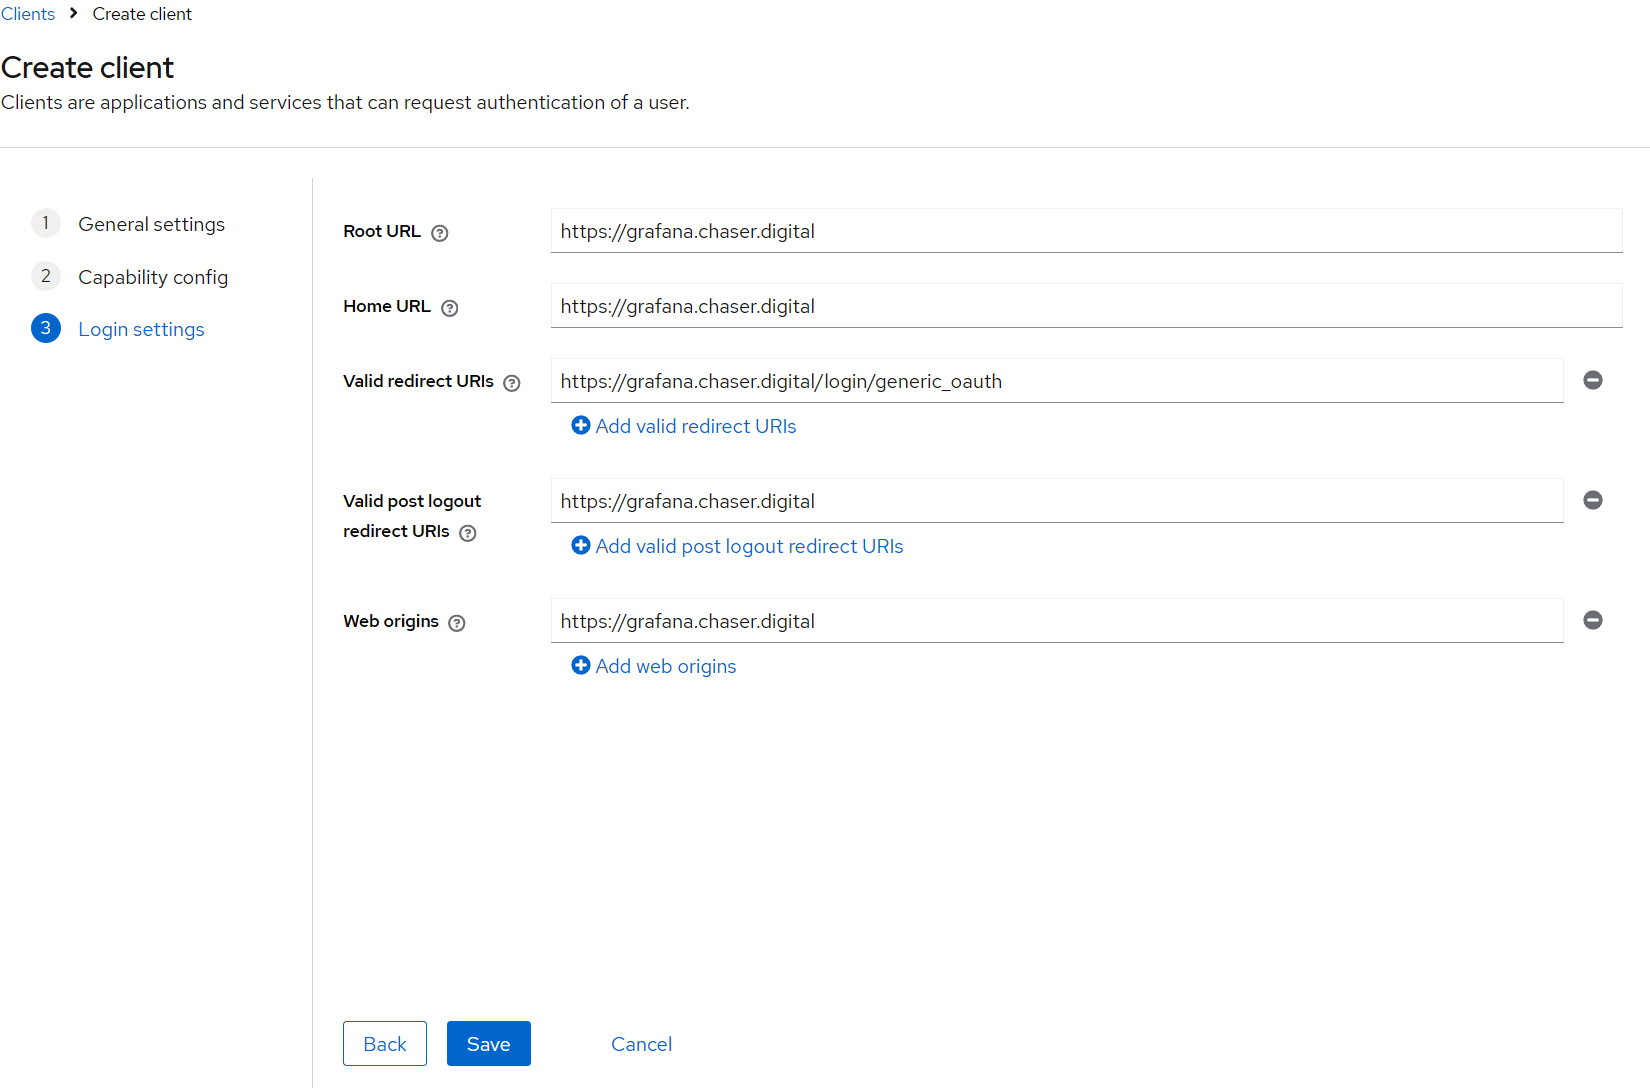 Clients > Create client
Create client
Clients are applications and services that can request authentication of a user.
1 General settings
2 Capability config
3 Login settings
Root URL
https://grafana.chaser.digital
Home URL
https://grafana.chaser.digital
Valid redirect URIs
https://grafana.chaser.digital/login/generic_oauth
Add valid redirect URIs
Valid post logout
redirect URIs
https://grafana.chaser.digital
Add valid post logout redirect URIs
Web origins
https://grafana.chaser.digital
Add web origins
Back Save Cancel